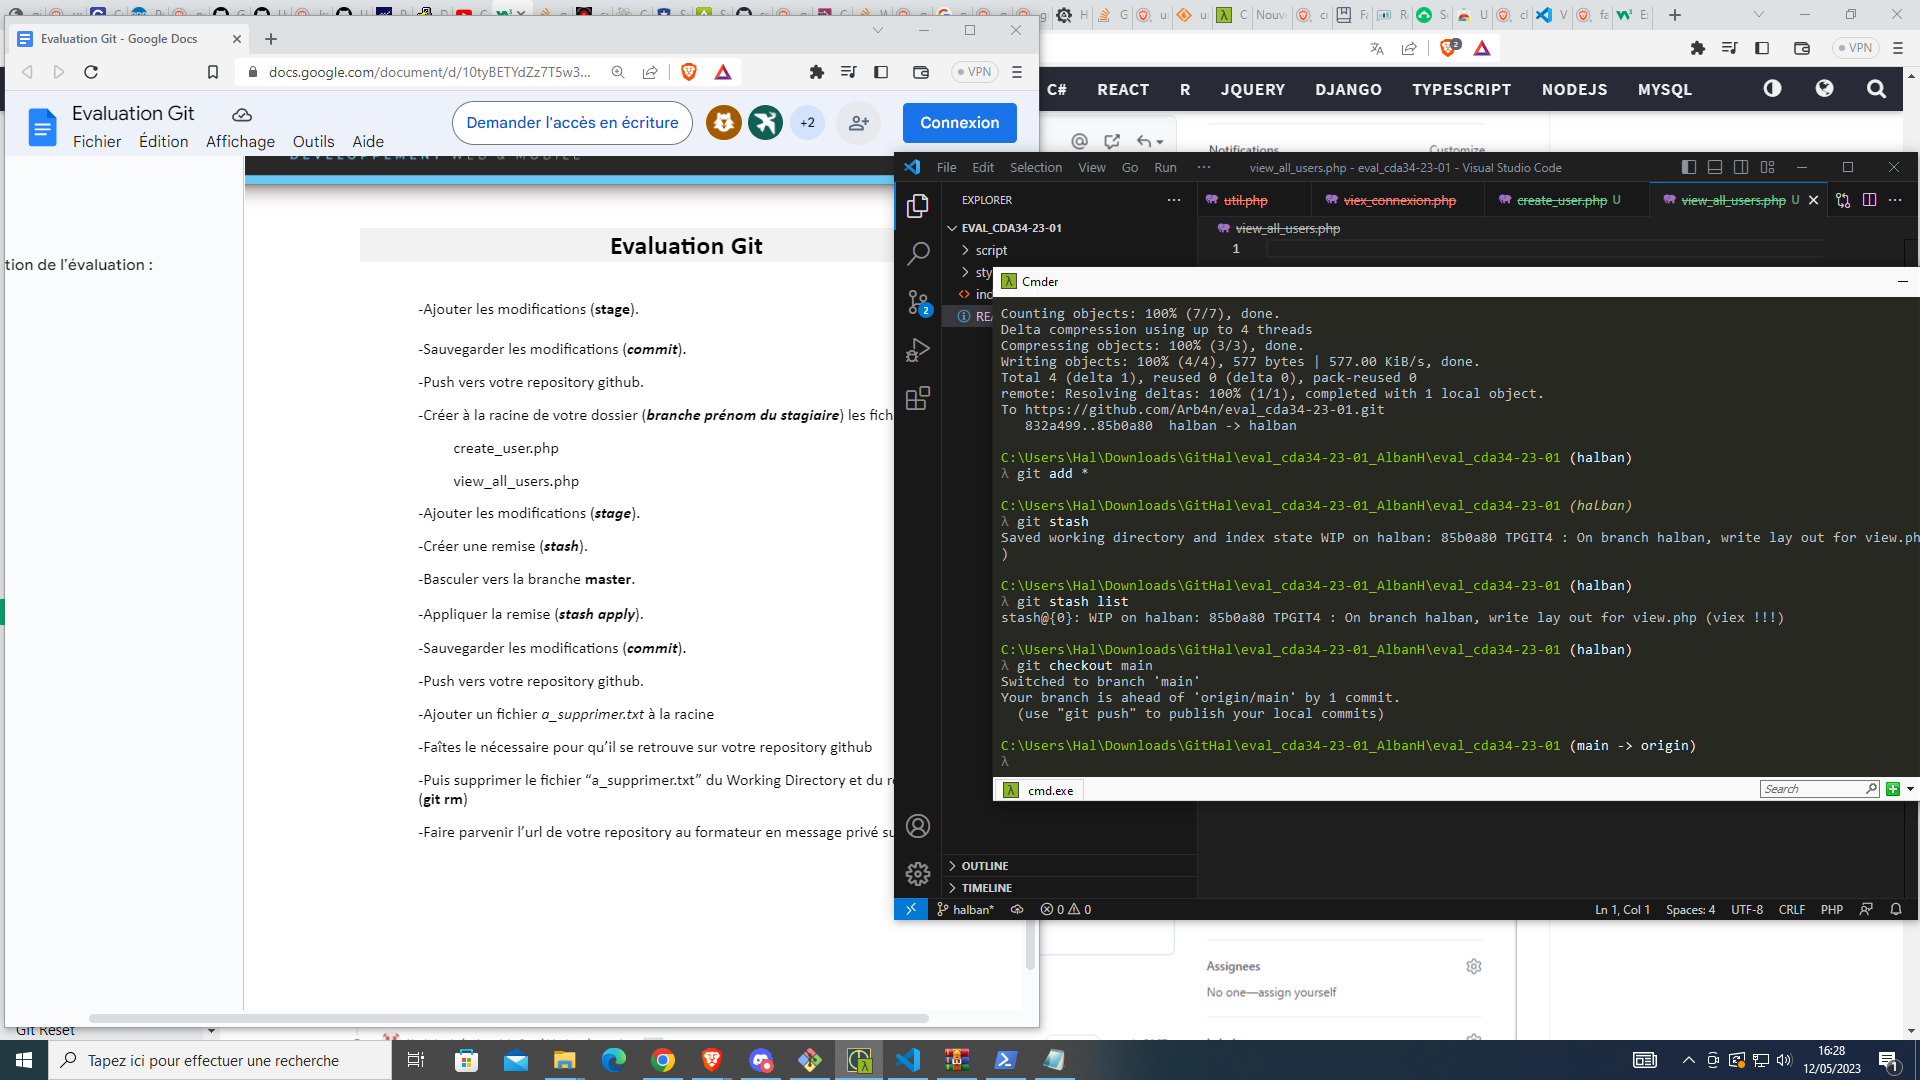 Evaluation Git - Google Docs
docs.google.com/document/d/10tyBETYdZz7T5w3...
VPN
Evaluation Git
Fichier Édition Affichage Outils Aide
Demander l'accès en écriture
+2
Connexion
DÉVELOPPEMENT WEB & MOBILE
tion de l'évaluation :
Evaluation Git
-Ajouter les modifications (stage).
-Sauvegarder les modifications (commit).
-Push vers votre repository github.
-Créer à la racine de votre dossier (branche prénom du stagiaire) les fich
create_user.php
view_all_users.php
-Ajouter les modifications (stage).
-Créer une remise (stash).
-Basculer vers la branche master.
-Appliquer la remise (stash apply).
-Sauvegarder les modifications (commit).
-Push vers votre repository github.
-Ajouter un fichier a_supprimer.txt à la racine
-Faîtes le nécessaire pour qu'il se retrouve sur votre repository github
-Puis supprimer le fichier “a_supprimer.txt” du Working Directory et du r
(git rm)
-Faire parvenir l'url de votre repository au formateur en message privé su
Git Reset
Nouv
VPN
C# REACT R JQUERY DJANGO TYPESCRIPT NODEJS MYSQL
Notifications
Customize
File Edit Selection View Go Run ···
view_all_users.php - eval_cda34-23-01 - Visual Studio Code
EXPLORER
EVAL_CDA34-23-01
script
sty
ind
REA
2
util.php
viex_connexion.php
create_user.php U
view_all_users.php U
view_all_users.php
1
Cmder
Counting objects: 100% (7/7), done.
Delta compression using up to 4 threads
Compressing objects: 100% (3/3), done.
Writing objects: 100% (4/4), 577 bytes | 577.00 KiB/s, done.
Total 4 (delta 1), reused 0 (delta 0), pack-reused 0
remote: Resolving deltas: 100% (1/1), completed with 1 local object.
To https://github.com/Arb4n/eval_cda34-23-01.git
832a499..85b0a80  halban -> halban
C:\Users\Hal\Downloads\GitHal\eval_cda34-23-01_AlbanH\eval_cda34-23-01 (halban)
λ git add *
C:\Users\Hal\Downloads\GitHal\eval_cda34-23-01_AlbanH\eval_cda34-23-01 (halban)
λ git stash
Saved working directory and index state WIP on halban: 85b0a80 TPGIT4 : On branch halban, write lay out for view.ph
)
C:\Users\Hal\Downloads\GitHal\eval_cda34-23-01_AlbanH\eval_cda34-23-01 (halban)
λ git stash list
stash@{0}: WIP on halban: 85b0a80 TPGIT4 : On branch halban, write lay out for view.php (viex !!!)
C:\Users\Hal\Downloads\GitHal\eval_cda34-23-01_AlbanH\eval_cda34-23-01 (halban)
λ git checkout main
Switched to branch 'main'
Your branch is ahead of 'origin/main' by 1 commit.
(use "git push" to publish your local commits)
C:\Users\Hal\Downloads\GitHal\eval_cda34-23-01_AlbanH\eval_cda34-23-01 (main -> origin)
λ
cmd.exe
Search
OUTLINE
TIMELINE
halban*
0 0
Ln 1, Col 1 Spaces: 4 UTF-8 CRLF PHP
Assignees
No one—assign yourself
Tapez ici pour effectuer une recherche
16:28
12/05/2023
1